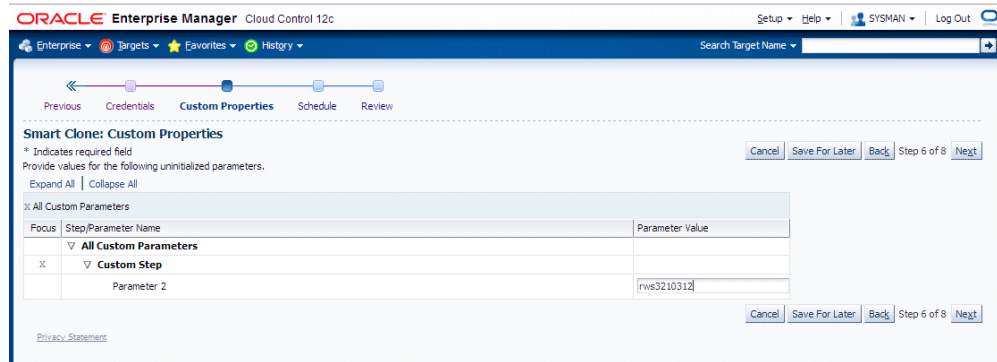 ORACLE Enterprise Manager Cloud Control 12c Setup Help SYSMAN Log Out
Enterprise Targets Favorites History Search Target Name
Previous Credentials Custom Properties Schedule Review
Smart Clone: Custom Properties
* Indicates required field Cancel Save For Later Back Step 6 of 8 Next
Provide values for the following uninitialized parameters.
Expand All | Collapse All
X All Custom Parameters
Focus Step/Parameter Name Parameter Value
All Custom Parameters
X Custom Step
Parameter 2 rws3210312
Cancel Save For Later Back Step 6 of 8 Next
Privacy Statement